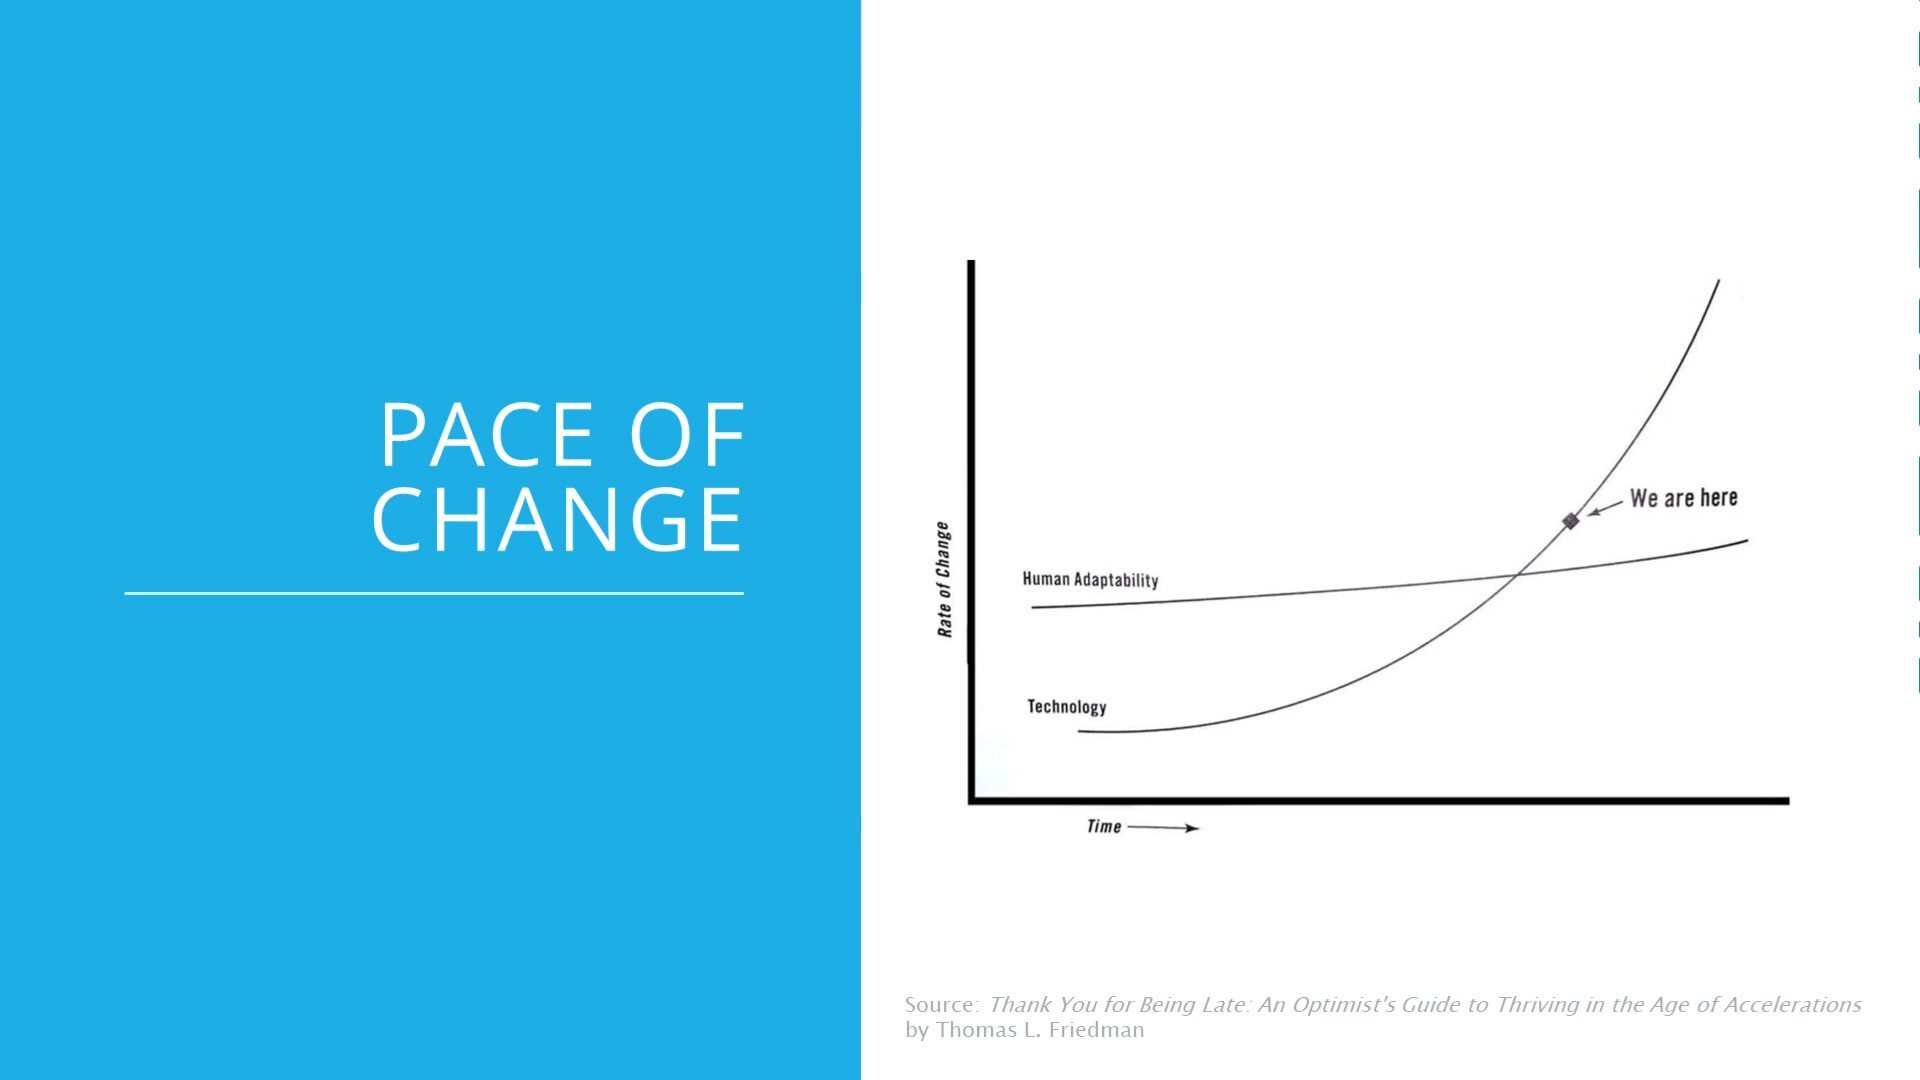 PACE OF
CHANGE
Rate of Change
Human Adaptability
Technology
We are here
Time
Source: Thank You for Being Late: An Optimist's Guide to Thriving in the Age of Accelerations
by Thomas L. Friedman